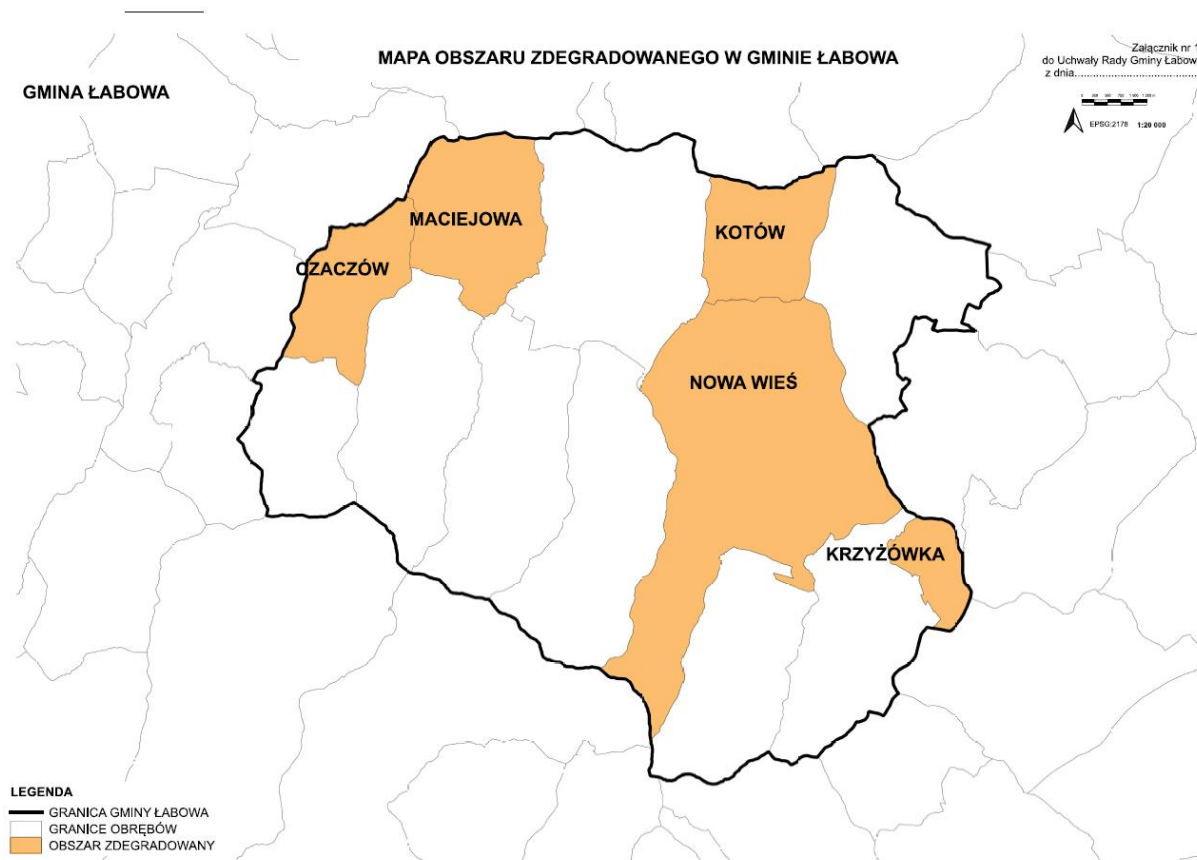 MAPA OBSZARU ZDEGRADOWANEGO W GMINIE ŁABOWA
Załącznik nr 1
do Uchwały Rady Gminy Łabowa
z dnia
GMINA ŁABOWA
EPSG:2178 1:20 000
MACIEJOWA
KOTÓW
CZACZÓW
NOWA WIEŚ
KRZYŻÓWKA
LEGENDA
GRANICA GMINY ŁABOWA
GRANICE OBRĘBÓW
OBSZAR ZDEGRADOWANY